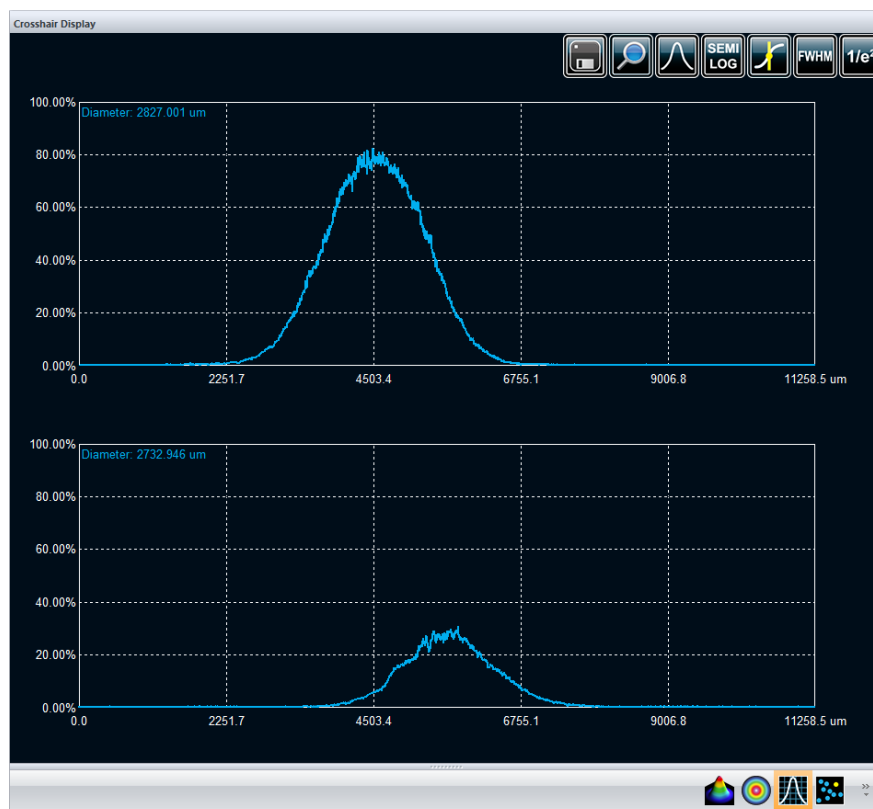 Crosshair Display
SEMI LOG FWHM 1/e²
100.00%
Diameter: 2827.001 um
80.00%
60.00%
40.00%
20.00%
0.00%
0.0 2251.7 4503.4 6755.1 9006.8 11258.5 um
100.00%
Diameter: 2732.946 um
80.00%
60.00%
40.00%
20.00%
0.00%
0.0 2251.7 4503.4 6755.1 9006.8 11258.5 um